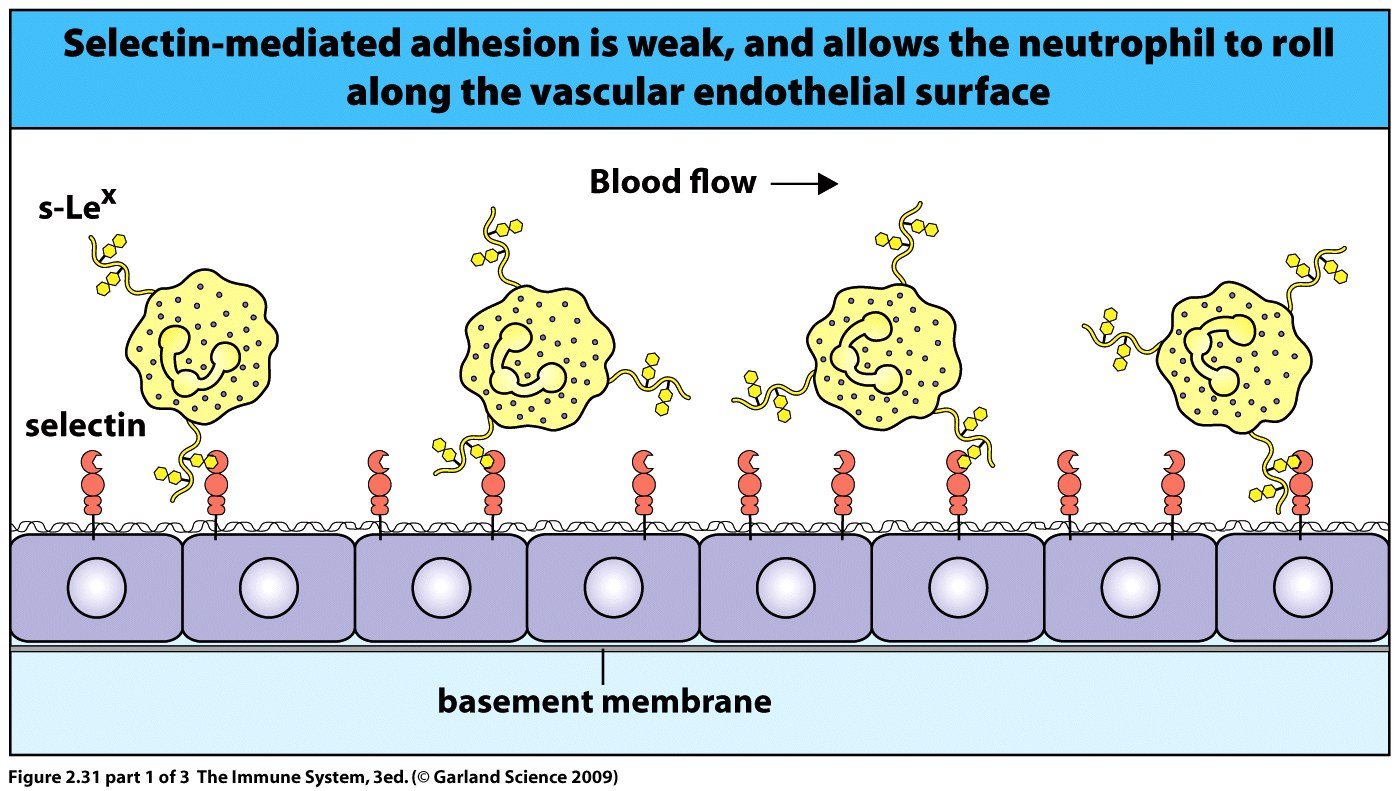 Selectin-mediated adhesion is weak, and allows the neutrophil to roll
along the vascular endothelial surface
Blood flow
s-Leˣ
selectin
basement membrane
Figure 2.31 part 1 of 3 The Immune System, 3ed. (© Garland Science 2009)